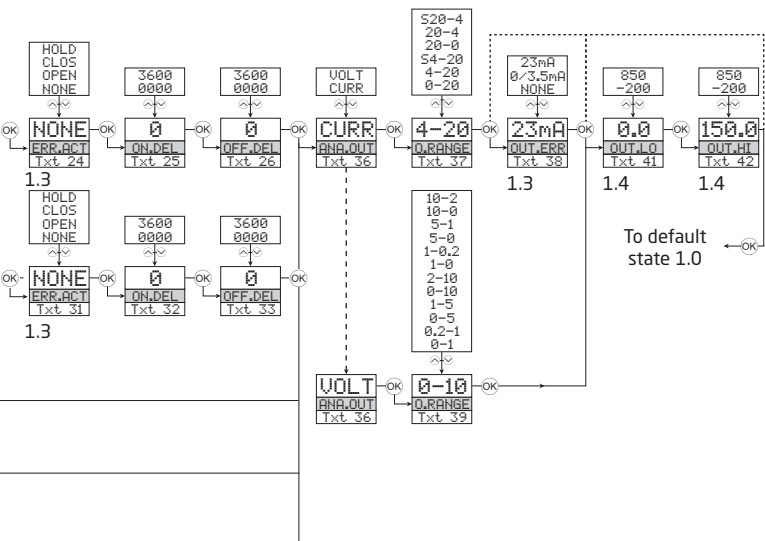 HOLD
CLOS
OPEN
NONE
OK
NONE
ERR.ACT
Txt 24
1.3
3600
0000
OK
0
ON.DEL
Txt 25
3600
0000
OK
0
OFF.DEL
Txt 26
OK
VOLT
CURR
CURR
ANA.OUT
Txt 36
OK
S20-4
20-4
20-0
S4-20
4-20
0-20
4-20
O.RANGE
Txt 37
OK
23mA
0/3.5mA
NONE
23mA
OUT.ERR
Txt 38
1.3
OK
850
-200
0.0
OUT.LO
Txt 41
1.4
OK
850
-200
150.0
OUT.HI
Txt 42
1.4
To default
state 1.0
OK
HOLD
CLOS
OPEN
NONE
OK
NONE
ERR.ACT
Txt 31
1.3
3600
0000
OK
0
ON.DEL
Txt 32
3600
0000
OK
0
OFF.DEL
Txt 33
OK
10-2
10-0
5-1
5-0
1-0.2
1-0
2-10
0-10
1-5
0-5
0.2-1
0-1
VOLT
ANA.OUT
Txt 36
OK
0-10
O.RANGE
Txt 39
OK